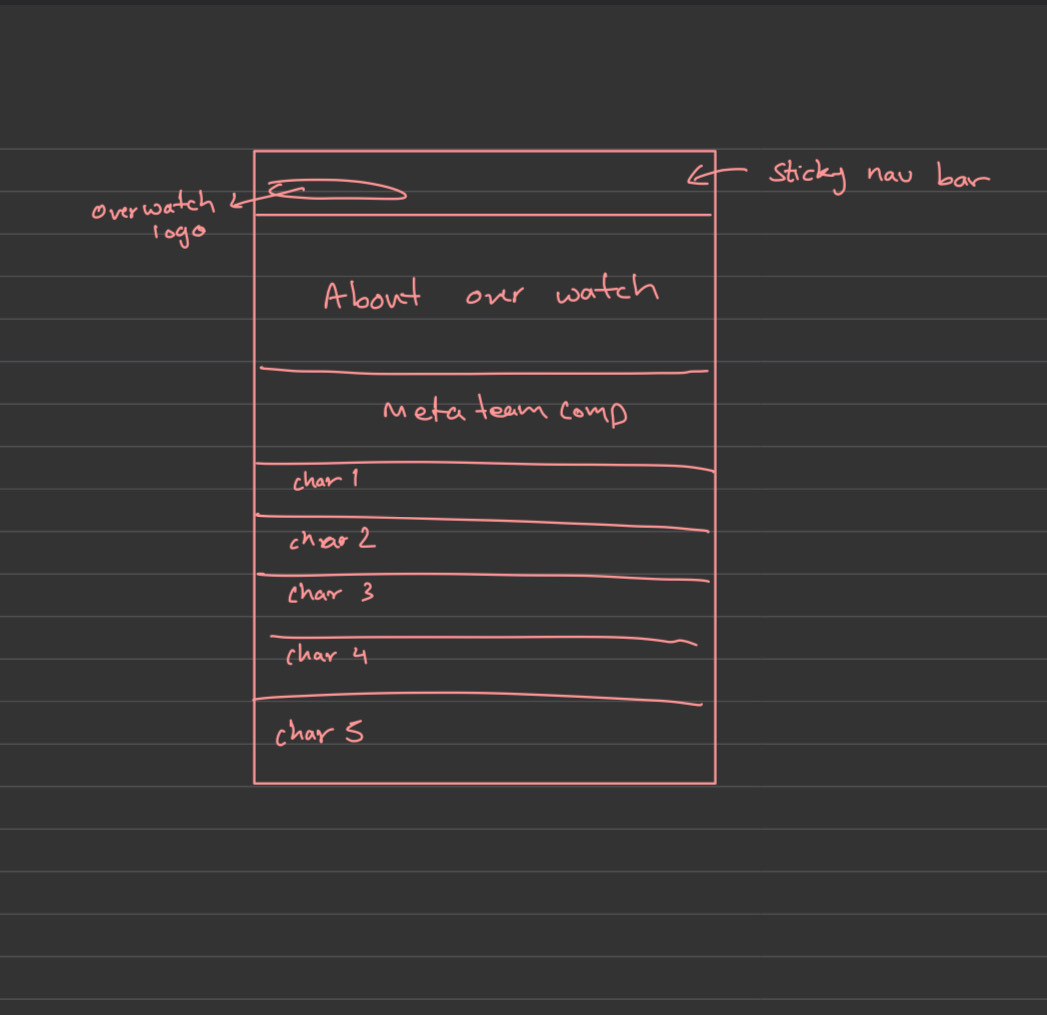 sticky nav bar
overwatch
logo
About over watch
Meta team comp
char 1
char 2
char 3
char 4
char 5